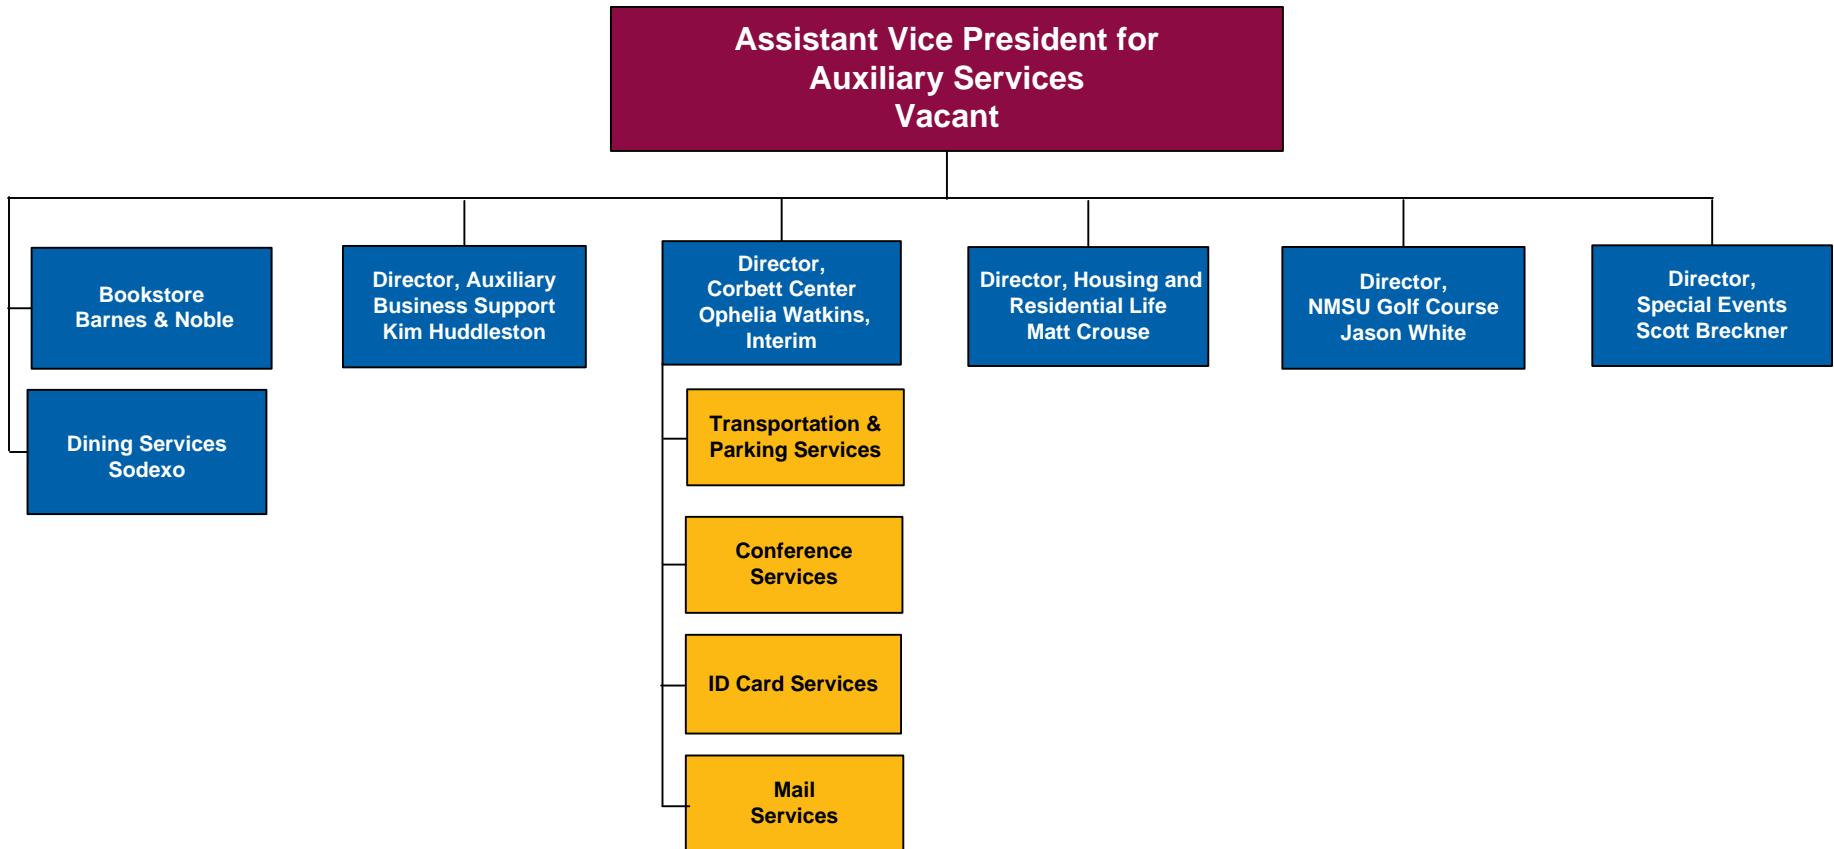 Assistant Vice President for
Auxiliary Services
Vacant
Bookstore
Barnes & Noble
Director, Auxiliary
Business Support
Kim Huddleston
Director,
Corbett Center
Ophelia Watkins,
Interim
Director, Housing and
Residential Life
Matt Crouse
Director,
NMSU Golf Course
Jason White
Director,
Special Events
Scott Breckner
Dining Services
Sodexo
Transportation &
Parking Services
Conference
Services
ID Card Services
Mail
Services